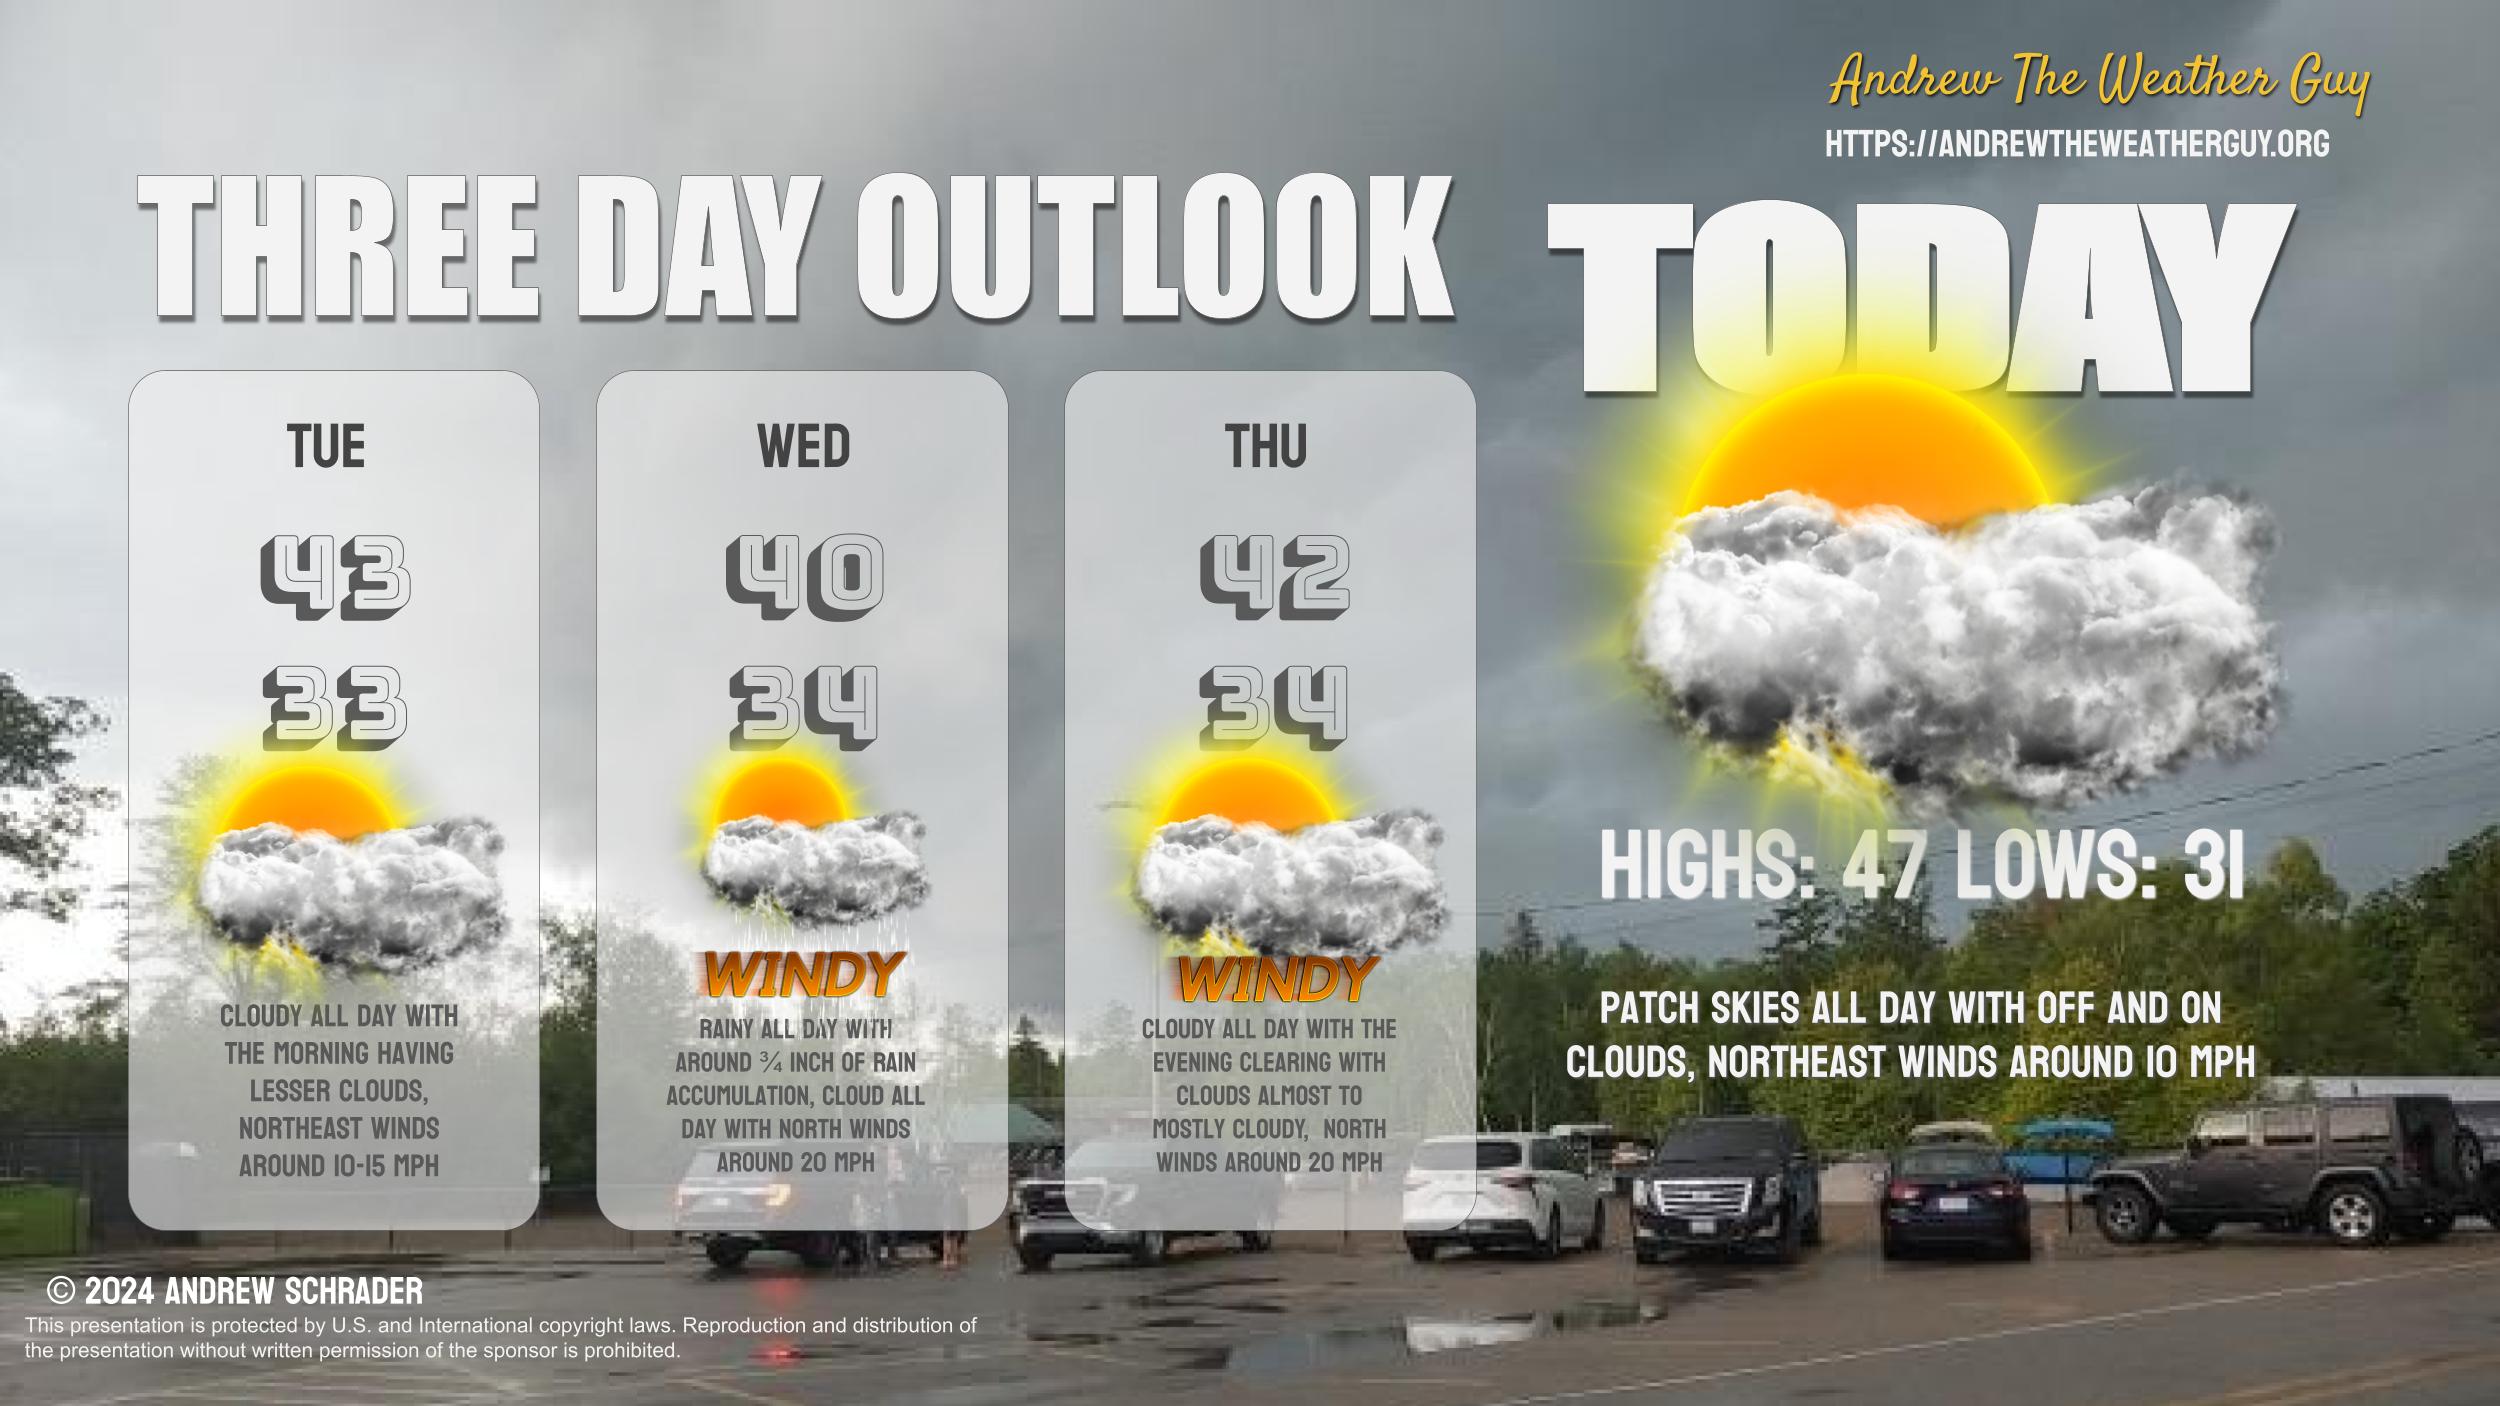 Andrew The Weather Guy
HTTPS://ANDREWTHEWEATHERGUY.ORG
THREE DAY OUTLOOK
TUE
43
33
CLOUDY ALL DAY WITH
THE MORNING HAVING
LESSER CLOUDS,
NORTHEAST WINDS
AROUND 10-15 MPH
WED
40
34
WINDY
RAINY ALL DAY WITH
AROUND ¾ INCH OF RAIN
ACCUMULATION, CLOUD ALL
DAY WITH NORTH WINDS
AROUND 20 MPH
THU
42
34
WINDY
CLOUDY ALL DAY WITH THE
EVENING CLEARING WITH
CLOUDS ALMOST TO
MOSTLY CLOUDY, NORTH
WINDS AROUND 20 MPH
TODAY
HIGHS: 47 LOWS: 31
PATCH SKIES ALL DAY WITH OFF AND ON
CLOUDS, NORTHEAST WINDS AROUND 10 MPH
© 2024 ANDREW SCHRADER
This presentation is protected by U.S. and International copyright laws. Reproduction and distribution of
the presentation without written permission of the sponsor is prohibited.